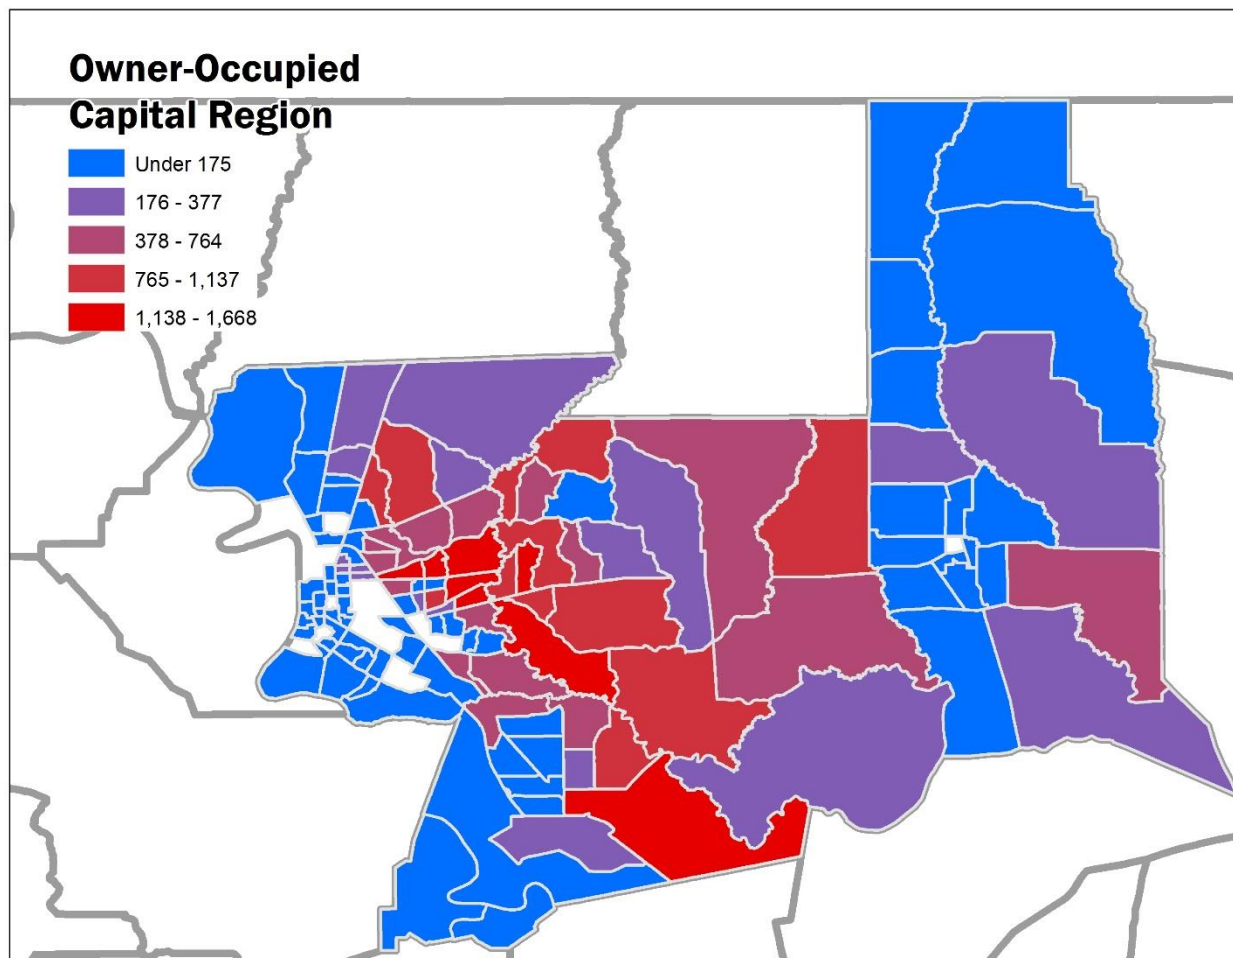 Owner-Occupied
Capital Region
Under 175
176 - 377
378 - 764
765 - 1,137
1,138 - 1,668